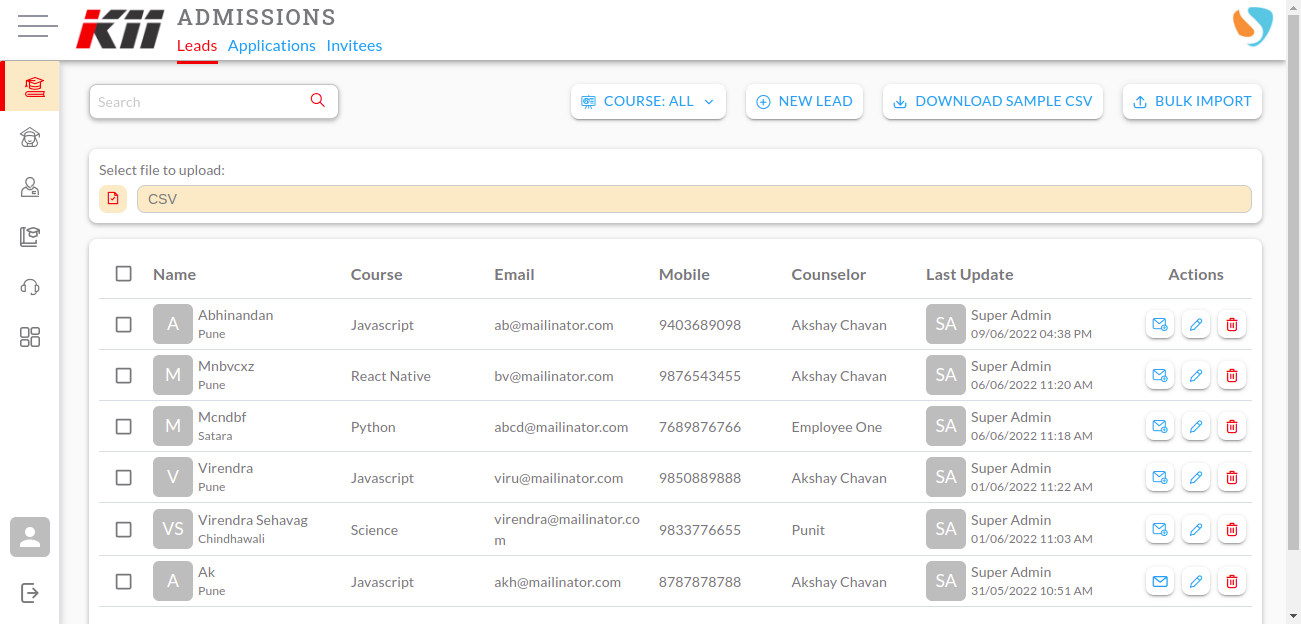 KII
ADMISSIONS
Leads Applications Invitees
Search
COURSE: ALL
NEW LEAD
DOWNLOAD SAMPLE CSV
BULK IMPORT
Select file to upload:
CSV
Name Course Email Mobile Counselor Last Update Actions
A Abhinandan Pune Javascript ab@mailinator.com 9403689098 Akshay Chavan SA Super Admin 09/06/2022 04:38 PM
M Mnbvcxz Pune React Native bv@mailinator.com 9876543455 Akshay Chavan SA Super Admin 06/06/2022 11:20 AM
M Mcndbf Satara Python abcd@mailinator.com 7689876766 Employee One SA Super Admin 06/06/2022 11:18 AM
V Virendra Pune Javascript viru@mailinator.com 9850889888 Akshay Chavan SA Super Admin 01/06/2022 11:22 AM
VS Virendra Sehavag Chindhawali Science virendra@mailinator.co
m 9833776655 Punit SA Super Admin 01/06/2022 11:03 AM
A Ak Pune Javascript akh@mailinator.com 8787878788 Akshay Chavan SA Super Admin 31/05/2022 10:51 AM